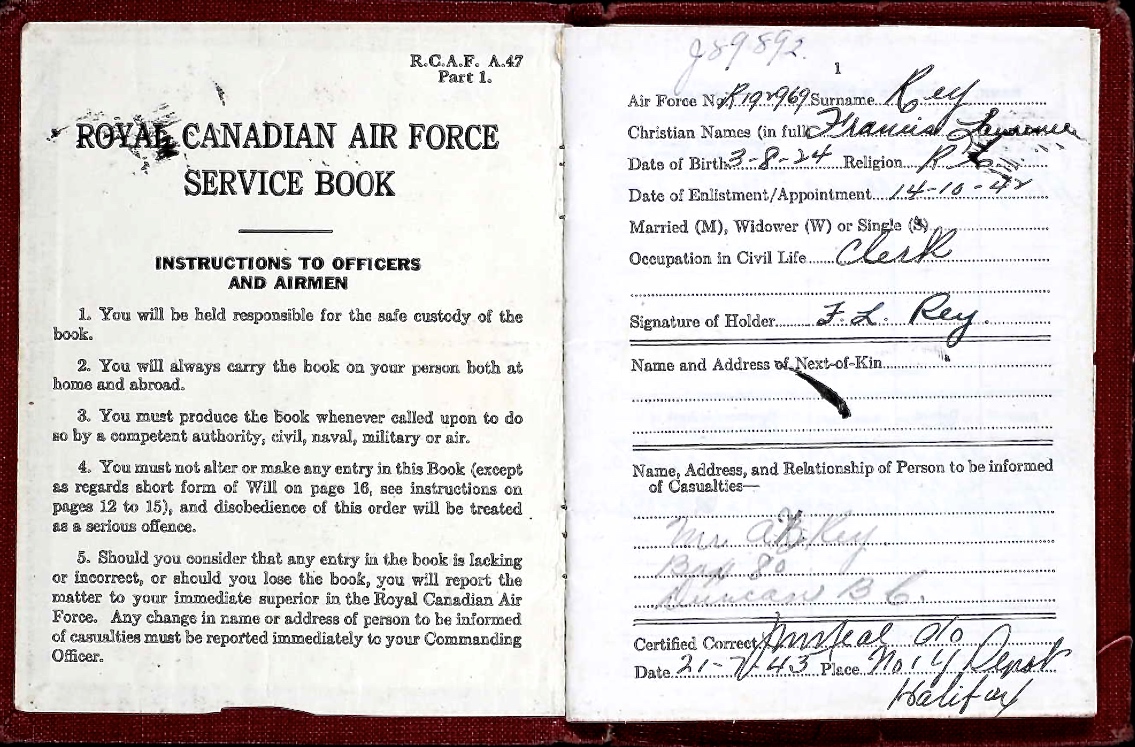 R.C.A.F. A.47
Part 1.
ROYAL CANADIAN AIR FORCE
SERVICE BOOK
INSTRUCTIONS TO OFFICERS
AND AIRMEN
1. You will be held responsible for the safe custody of the
book.
2. You will always carry the book on your person both at
home and abroad.
3. You must produce the book whenever called upon to do
so by a competent authority, civil, naval, military or air.
4. You must not alter or make any entry in this Book (except
as regards short form of Will on page 16, see instructions on
pages 12 to 15), and disobedience of this order will be treated
as a serious offence.
5. Should you consider that any entry in the book is lacking
or incorrect, or should you lose the book, you will report the
matter to your immediate superior in the Royal Canadian Air
Force. Any change in name or address of person to be informed
of casualties must be reported immediately to your Commanding
Officer.
J89892.
1
Air Force No. R192969 Surname Rey
Christian Names (in full) Francis Lawrence
Date of Birth 3-8-24 Religion R
Date of Enlistment/Appointment 14-10-42
Married (M), Widower (W) or Single (S)
Occupation in Civil Life Clerk
Signature of Holder F. L. Rey.
Name and Address of Next-of-Kin
Name, Address, and Relationship of Person to be informed
of Casualties—
Mr. A.B. Rey
Box 80
Duncan B C.
Certified Correct
Date 21-7-43 Place No 1 Y Depot
Halifax